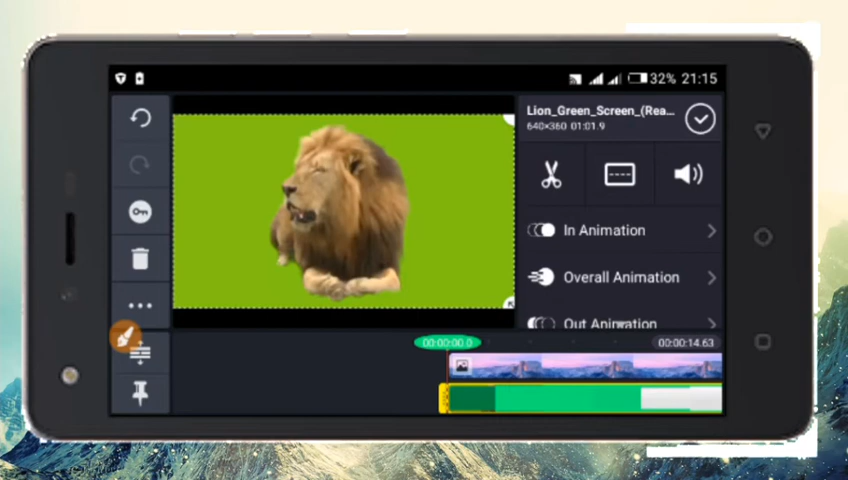 32% 21:15
Lion_Green_Screen_(Rea...
640×360 01:01.9
In Animation
Overall Animation
Out Animation
00:00:00.0
00:00:14.63